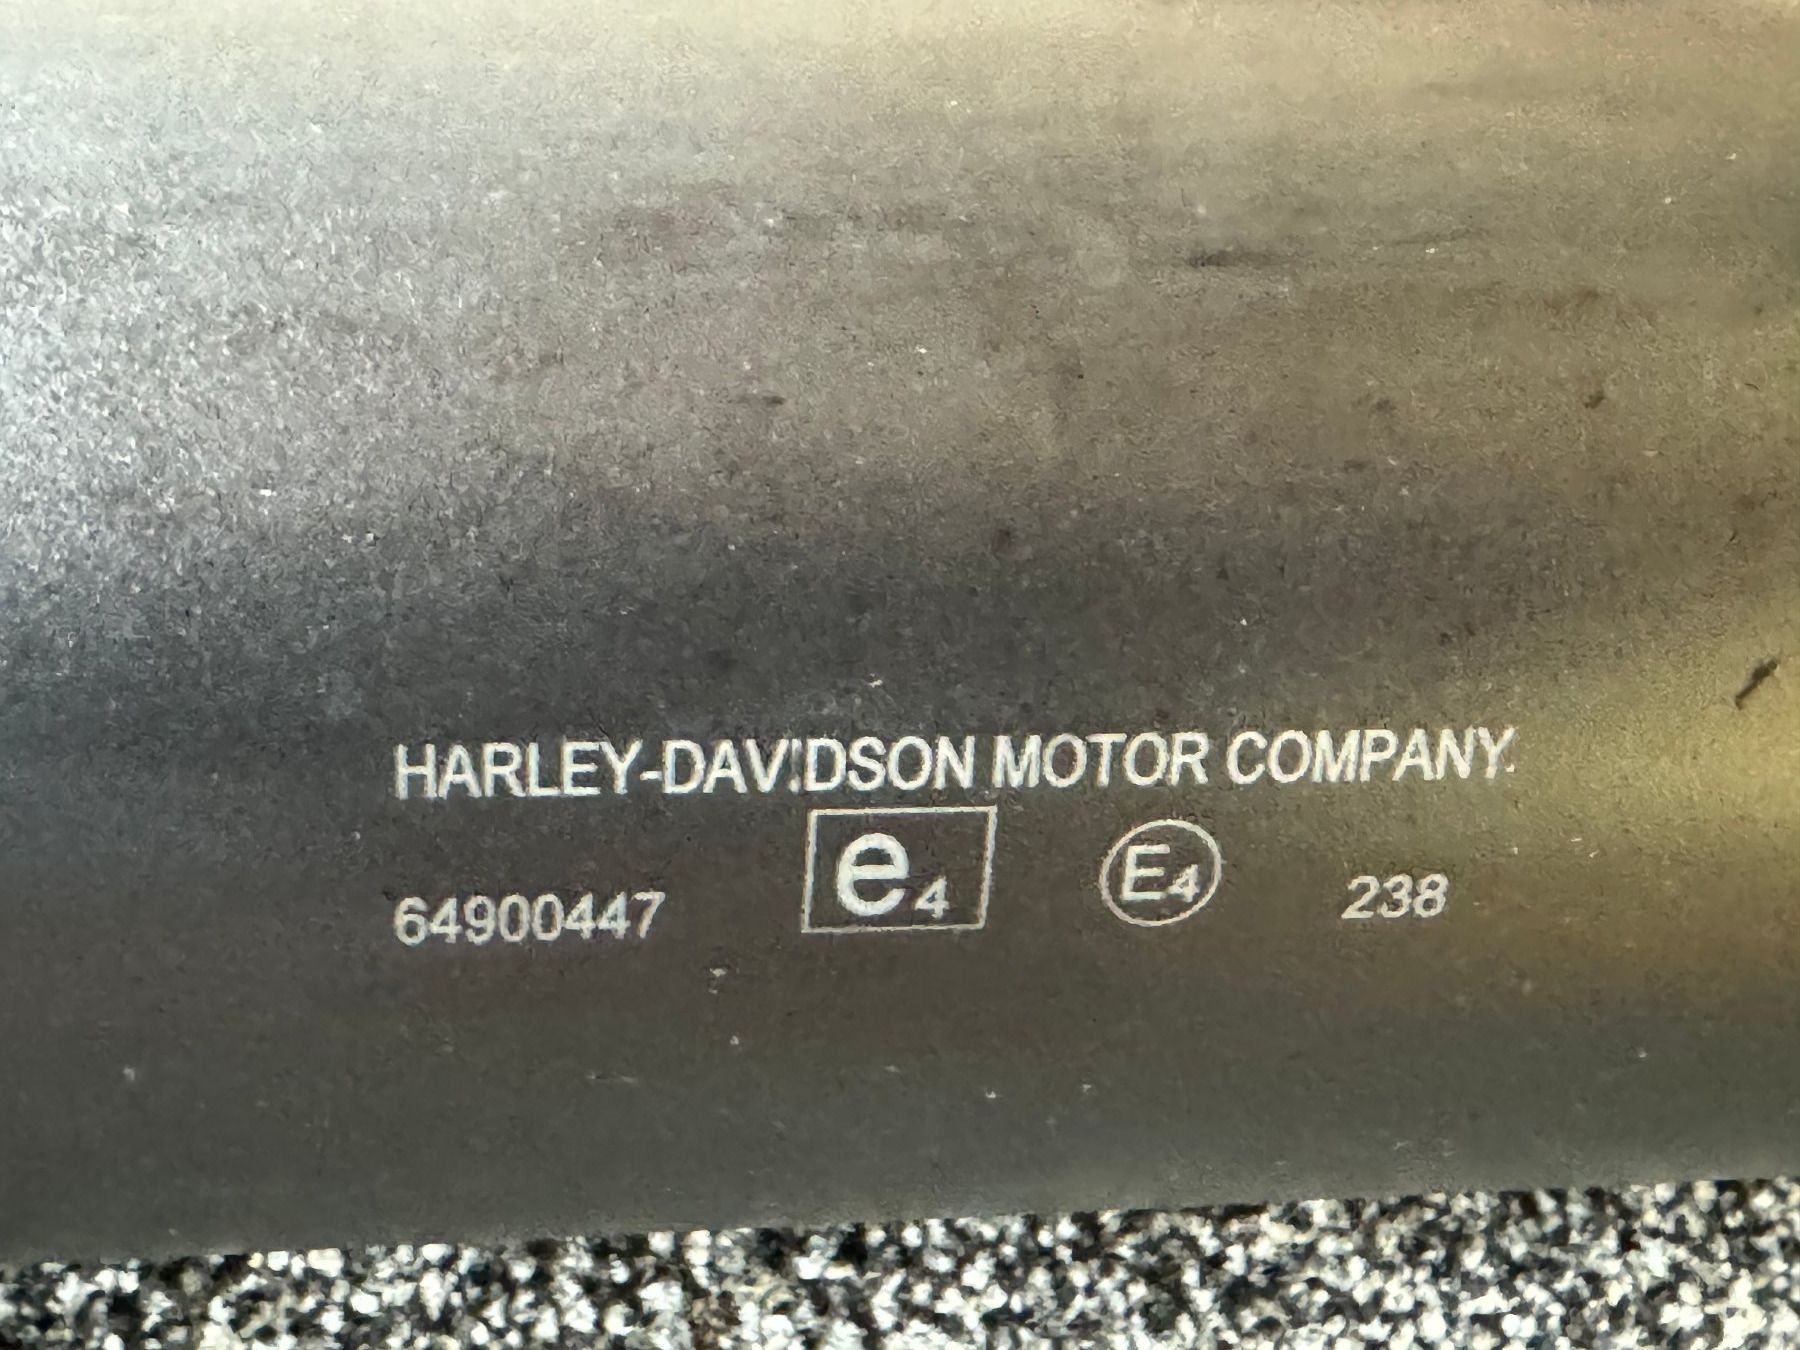 HARLEY-DAVIDSON MOTOR COMPANY.
64900447 e4 E4 238